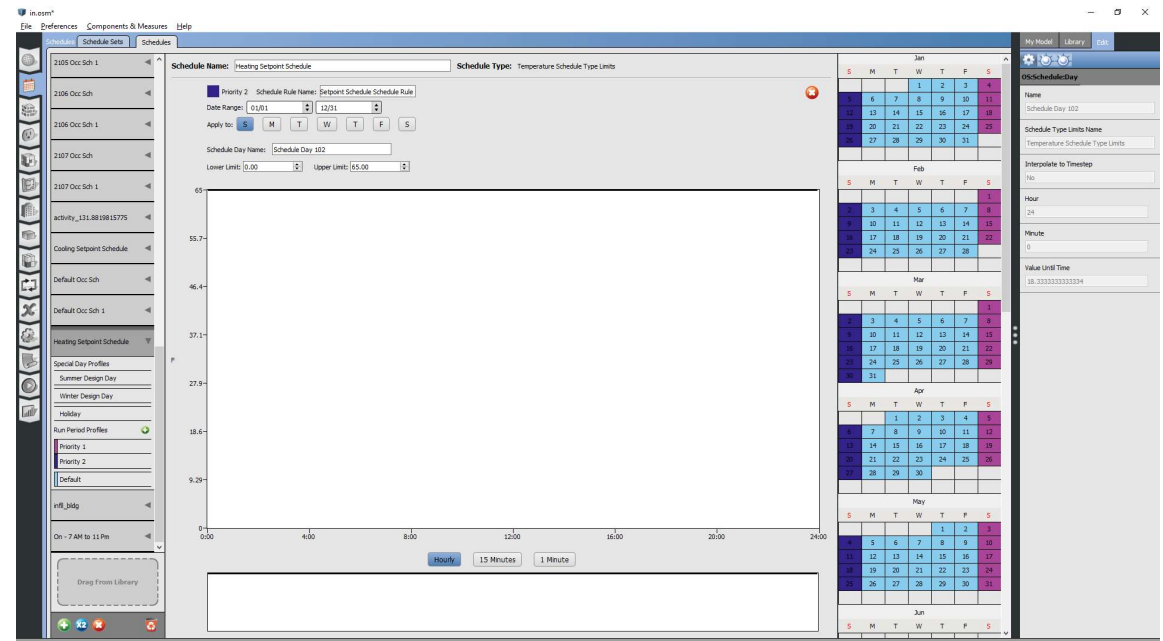 in.osm*
File Preferences Components & Measures Help
Schedules Schedule Sets Schedules
My Model Library Edit
2105 Occ Sch 1
2106 Occ Sch
2106 Occ Sch 1
2107 Occ Sch
2107 Occ Sch 1
activity_131.8819815775
Cooling Setpoint Schedule
Default Occ Sch
Default Occ Sch 1
Heating Setpoint Schedule
Special Day Profiles
Summer Design Day
Winter Design Day
Holiday
Run Period Profiles
Priority 1
Priority 2
Default
infil_bldg
On - 7 AM to 11 Pm
Drag From Library
x2
Schedule Name: Heating Setpoint Schedule Schedule Type: Temperature Schedule Type Limits
Priority 2 Schedule Rule Name: Setpoint Schedule Schedule Rule
Date Range: 01/01 12/31
Apply to: S M T W T F S
Schedule Day Name: Schedule Day 102
Lower Limit: 0.00 Upper Limit: 65.00
65
55.7
46.4
37.1
F
27.9
18.6
9.29
0
0:00 4:00 8:00 12:00 16:00 20:00 24:00
Hourly 15 Minutes 1 Minute
Jan
S M T W T F S
1 2 3 4
5 6 7 8 9 10 11
12 13 14 15 16 17 18
19 20 21 22 23 24 25
26 27 28 29 30 31
Feb
S M T W T F S
1
2 3 4 5 6 7 8
9 10 11 12 13 14 15
16 17 18 19 20 21 22
23 24 25 26 27 28
Mar
S M T W T F S
1
2 3 4 5 6 7 8
9 10 11 12 13 14 15
16 17 18 19 20 21 22
23 24 25 26 27 28 29
30 31
Apr
S M T W T F S
1 2 3 4 5
6 7 8 9 10 11 12
13 14 15 16 17 18 19
20 21 22 23 24 25 26
27 28 29 30
May
S M T W T F S
1 2 3
4 5 6 7 8 9 10
11 12 13 14 15 16 17
18 19 20 21 22 23 24
25 26 27 28 29 30 31
Jun
S M T W T F S
OS:Schedule:Day
Name
Schedule Day 102
Schedule Type Limits Name
Temperature Schedule Type Limits
Interpolate to Timestep
No
Hour
24
Minute
0
Value Until Time
18.3333333333334